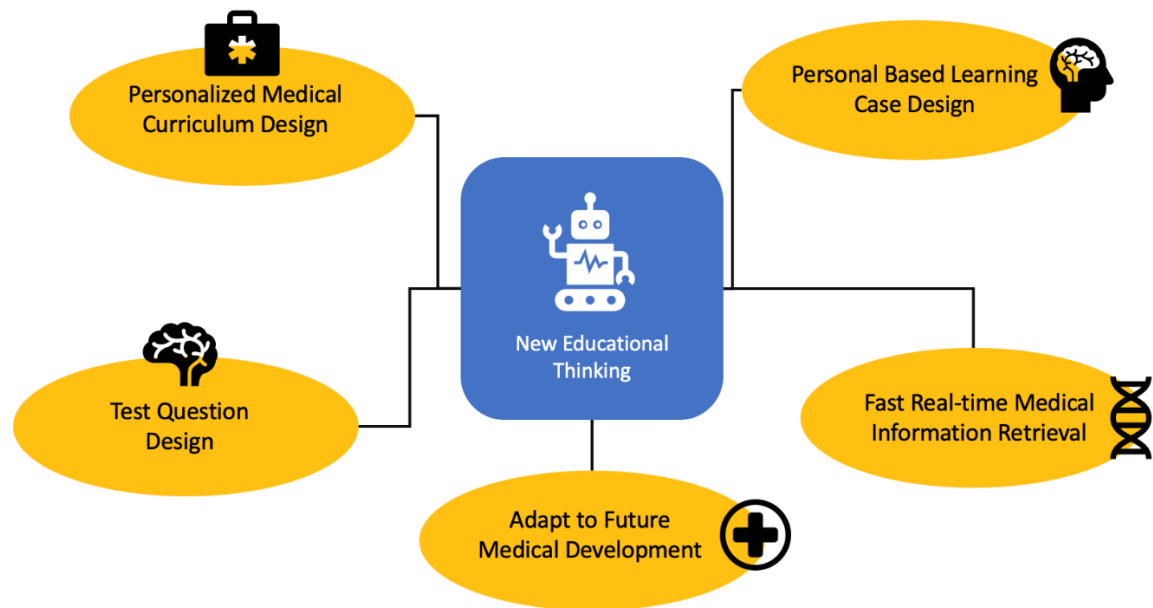 Personalized Medical
Curriculum Design
Personal Based Learning
Case Design
New Educational
Thinking
Test Question
Design
Fast Real-time Medical
Information Retrieval
Adapt to Future
Medical Development